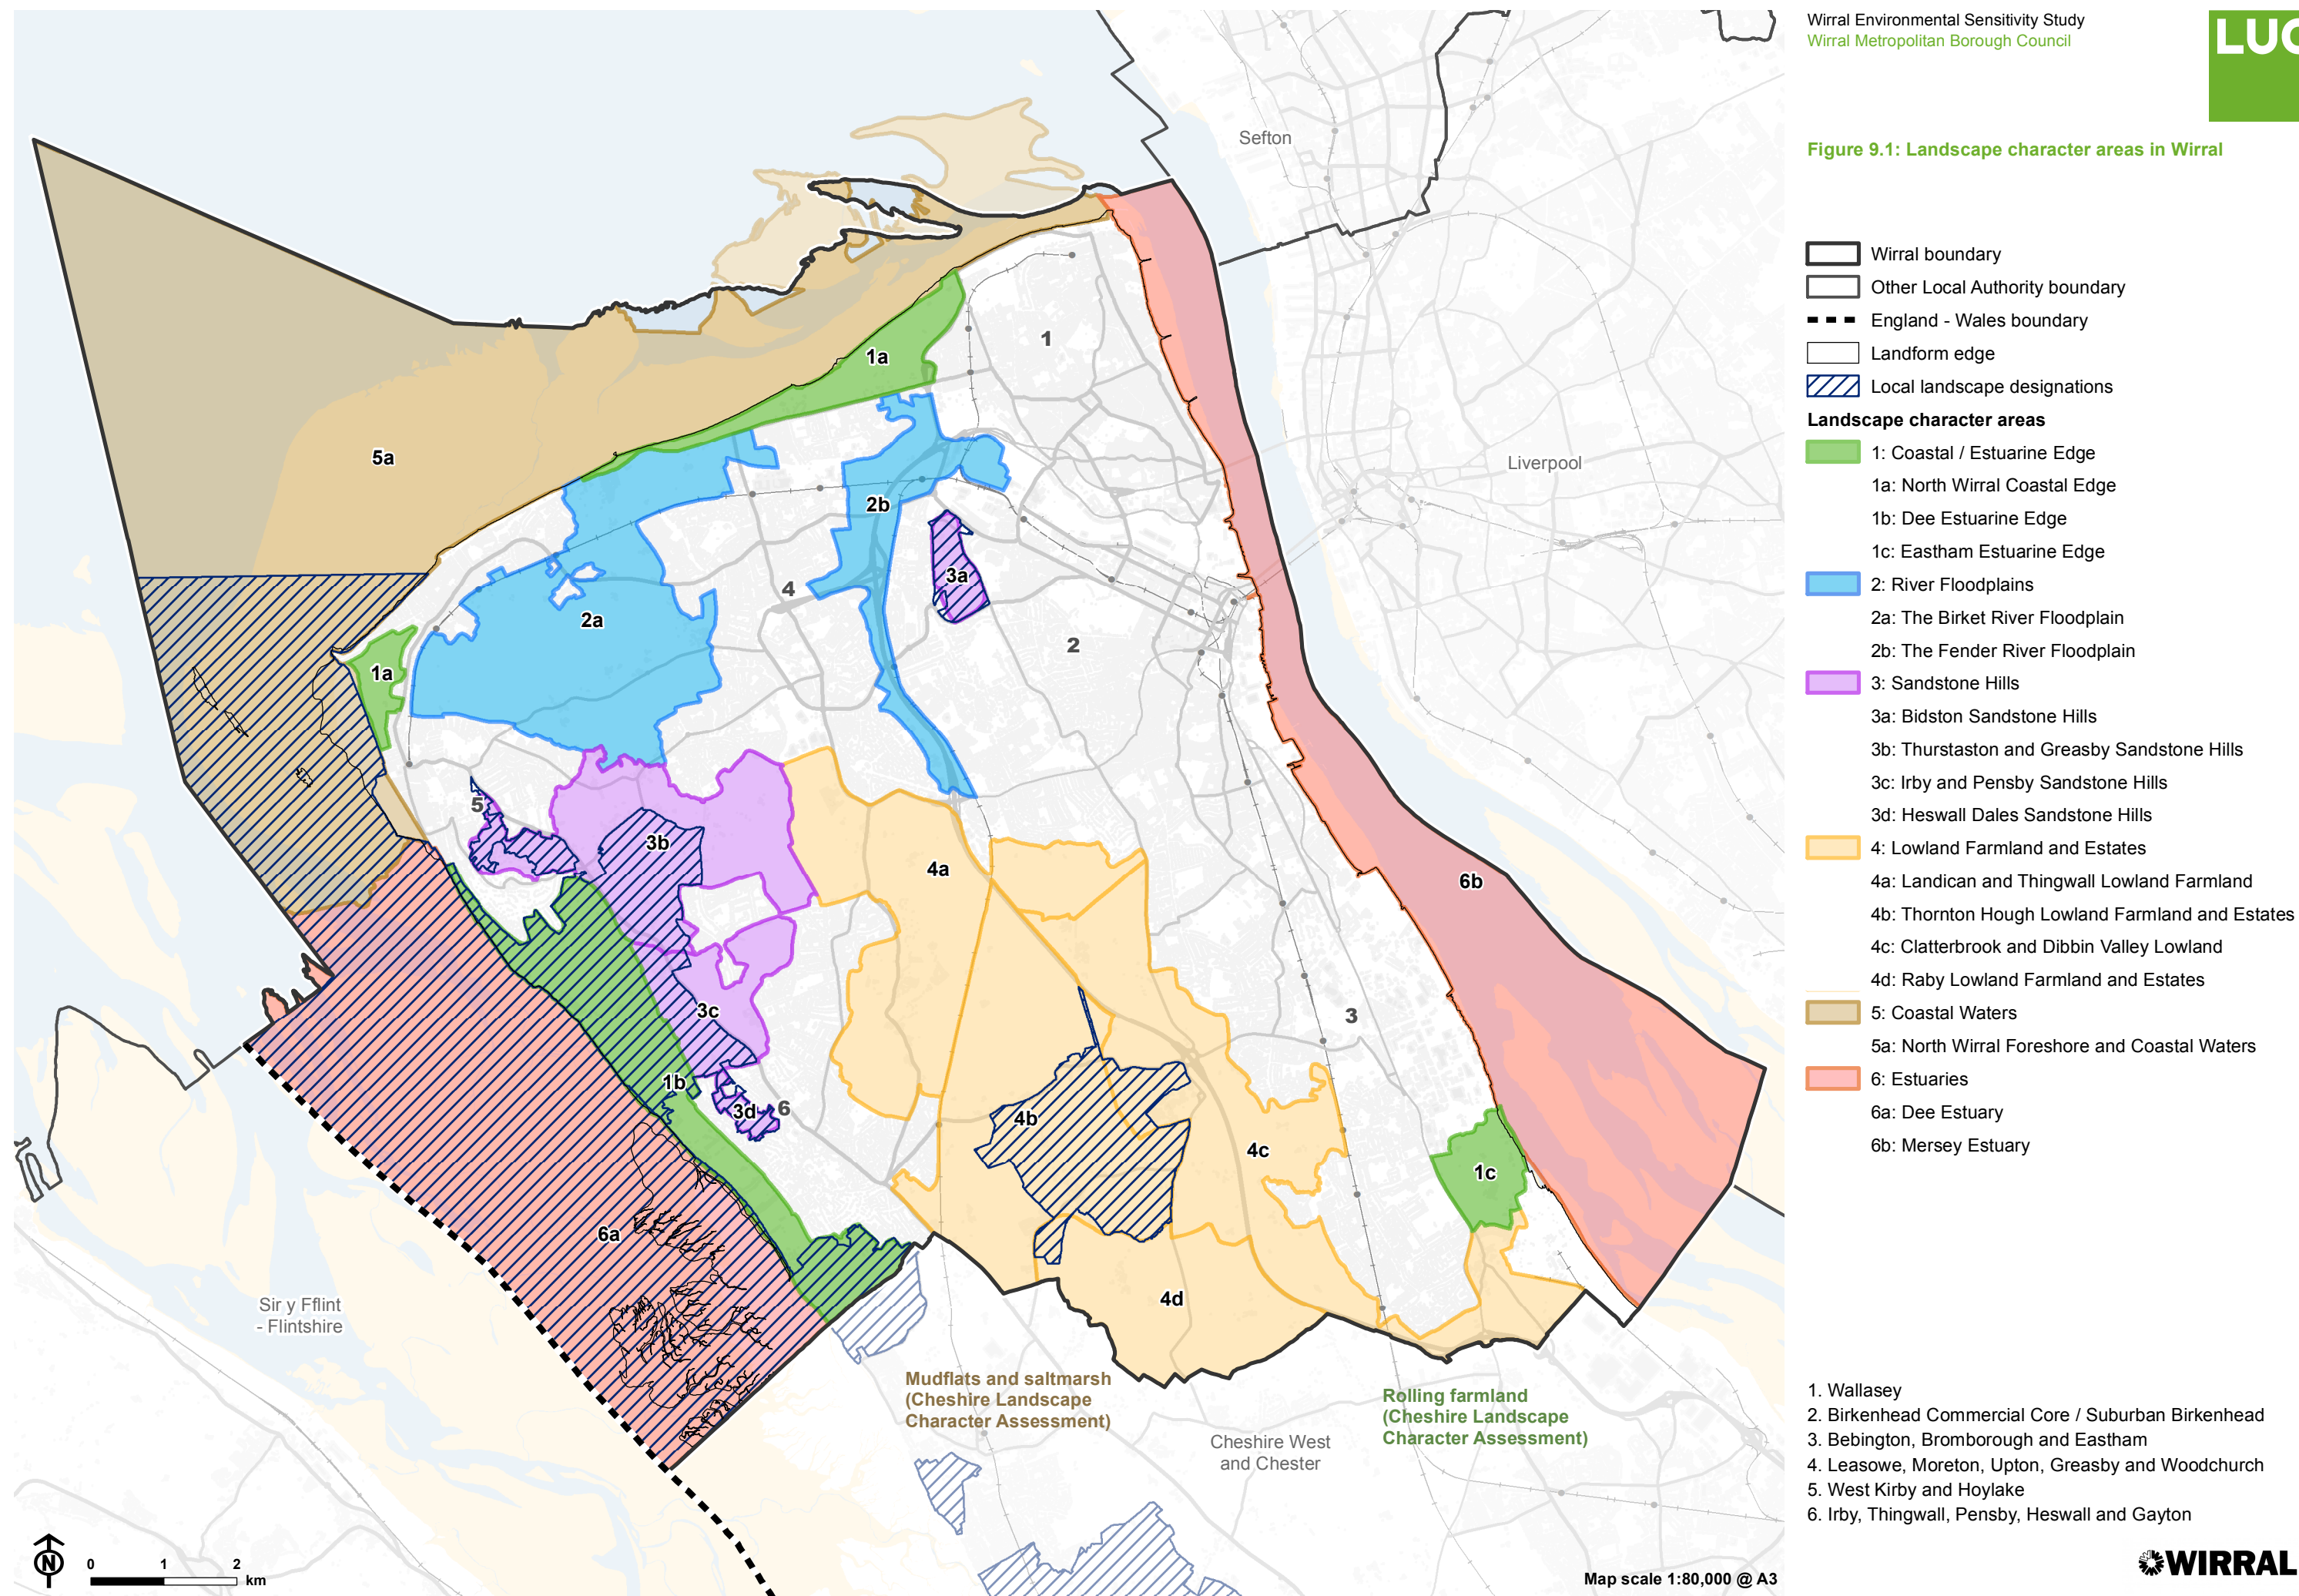 Wirral Environmental Sensitivity Study
Wirral Metropolitan Borough Council
LUC
Figure 9.1: Landscape character areas in Wirral
Wirral boundary
Other Local Authority boundary
England - Wales boundary
Landform edge
Local landscape designations
Landscape character areas
1: Coastal / Estuarine Edge
1a: North Wirral Coastal Edge
1b: Dee Estuarine Edge
1c: Eastham Estuarine Edge
2: River Floodplains
2a: The Birket River Floodplain
2b: The Fender River Floodplain
3: Sandstone Hills
3a: Bidston Sandstone Hills
3b: Thurstaston and Greasby Sandstone Hills
3c: Irby and Pensby Sandstone Hills
3d: Heswall Dales Sandstone Hills
4: Lowland Farmland and Estates
4a: Landican and Thingwall Lowland Farmland
4b: Thornton Hough Lowland Farmland and Estates
4c: Clatterbrook and Dibbin Valley Lowland
4d: Raby Lowland Farmland and Estates
5: Coastal Waters
5a: North Wirral Foreshore and Coastal Waters
6: Estuaries
6a: Dee Estuary
6b: Mersey Estuary
1. Wallasey
2. Birkenhead Commercial Core / Suburban Birkenhead
3. Bebington, Bromborough and Eastham
4. Leasowe, Moreton, Upton, Greasby and Woodchurch
5. West Kirby and Hoylake
6. Irby, Thingwall, Pensby, Heswall and Gayton
WIRRAL
Sefton
1
1a
5a
Liverpool
2b
3a
4
2a
2
1a
5
3b
4a
6b
3c
3
1b
3d
6
4b
4c
1c
6a
4d
Sir y Fflint
- Flintshire
Mudflats and saltmarsh
(Cheshire Landscape
Character Assessment)
Rolling farmland
(Cheshire Landscape
Character Assessment)
Cheshire West
and Chester
N
0 1 2
km
Map scale 1:80,000 @ A3